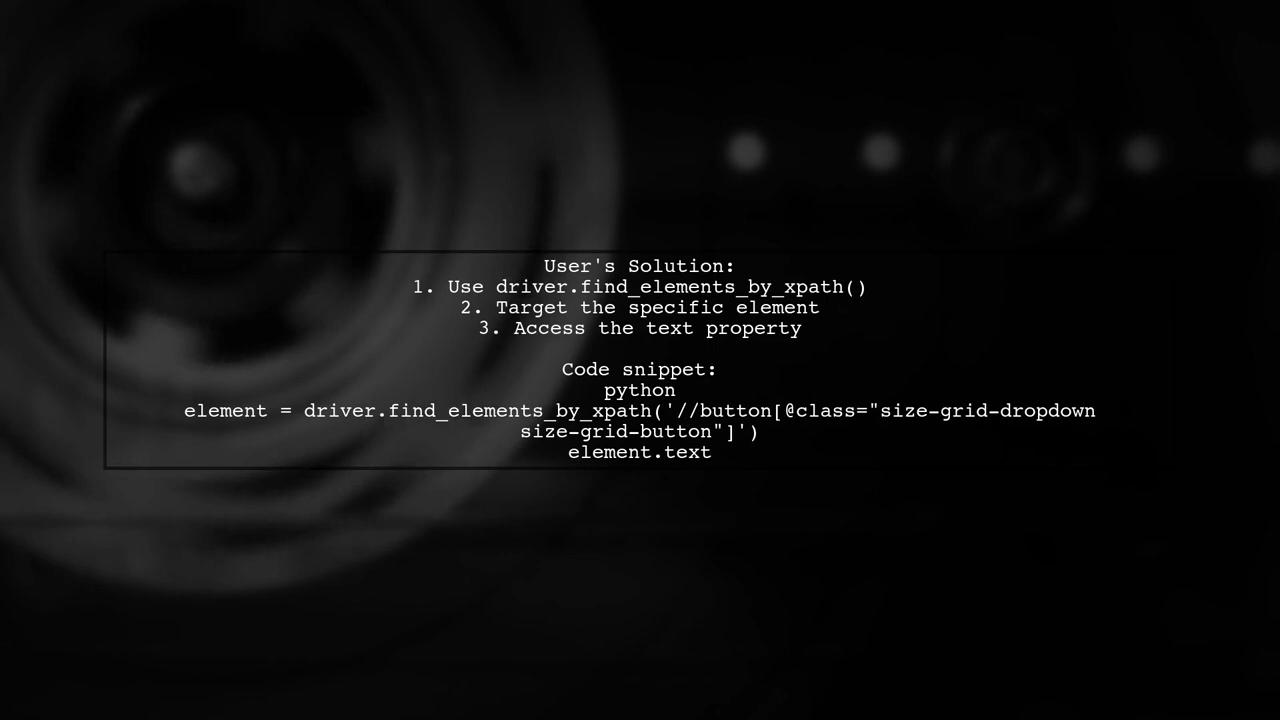 User's Solution:
1. Use driver.find_elements_by_xpath()
2. Target the specific element
3. Access the text property
Code snippet:
python
element = driver.find_elements_by_xpath('//button[@class="size-grid-dropdown
size-grid-button"]')
element.text